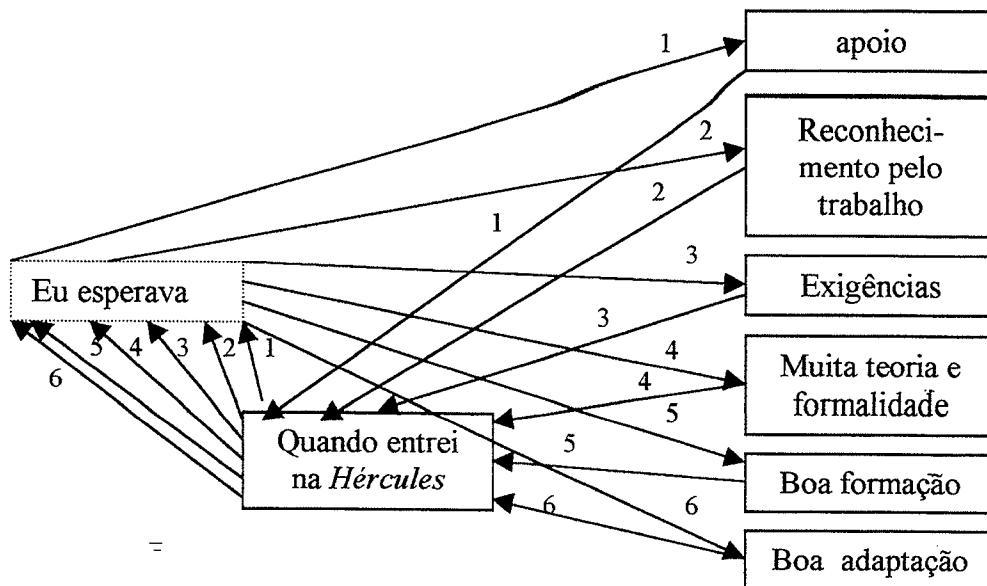 1
apoio
2
Reconheci-
mento pelo
trabalho
2
1
3
Eu esperava
Exigências
3
6
5
4
3
2
1
4
4
Muita teoria e
formalidade
5
Quando entrei
na Hércules
5
Boa formação
6
6
Boa adaptação